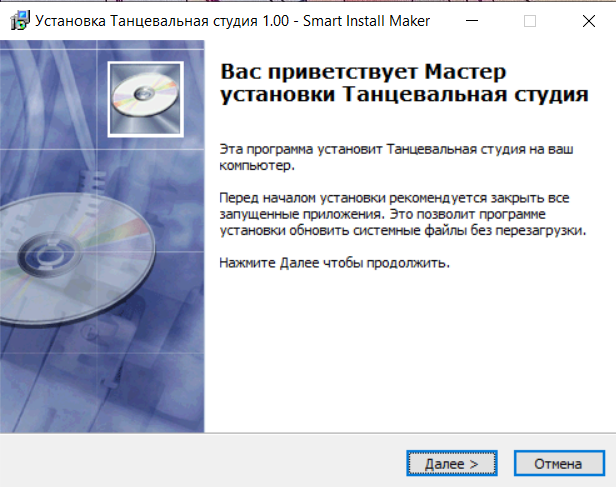 Установка Танцевальная студия 1.00 - Smart Install Maker
Вас приветствует Мастер
установки Танцевальная студия
Эта программа установит Танцевальная студия на ваш
компьютер.
Перед началом установки рекомендуется закрыть все
запущенные приложения. Это позволит программе
установки обновить системные файлы без перезагрузки.
Нажмите Далее чтобы продолжить.
Далее >
Отмена